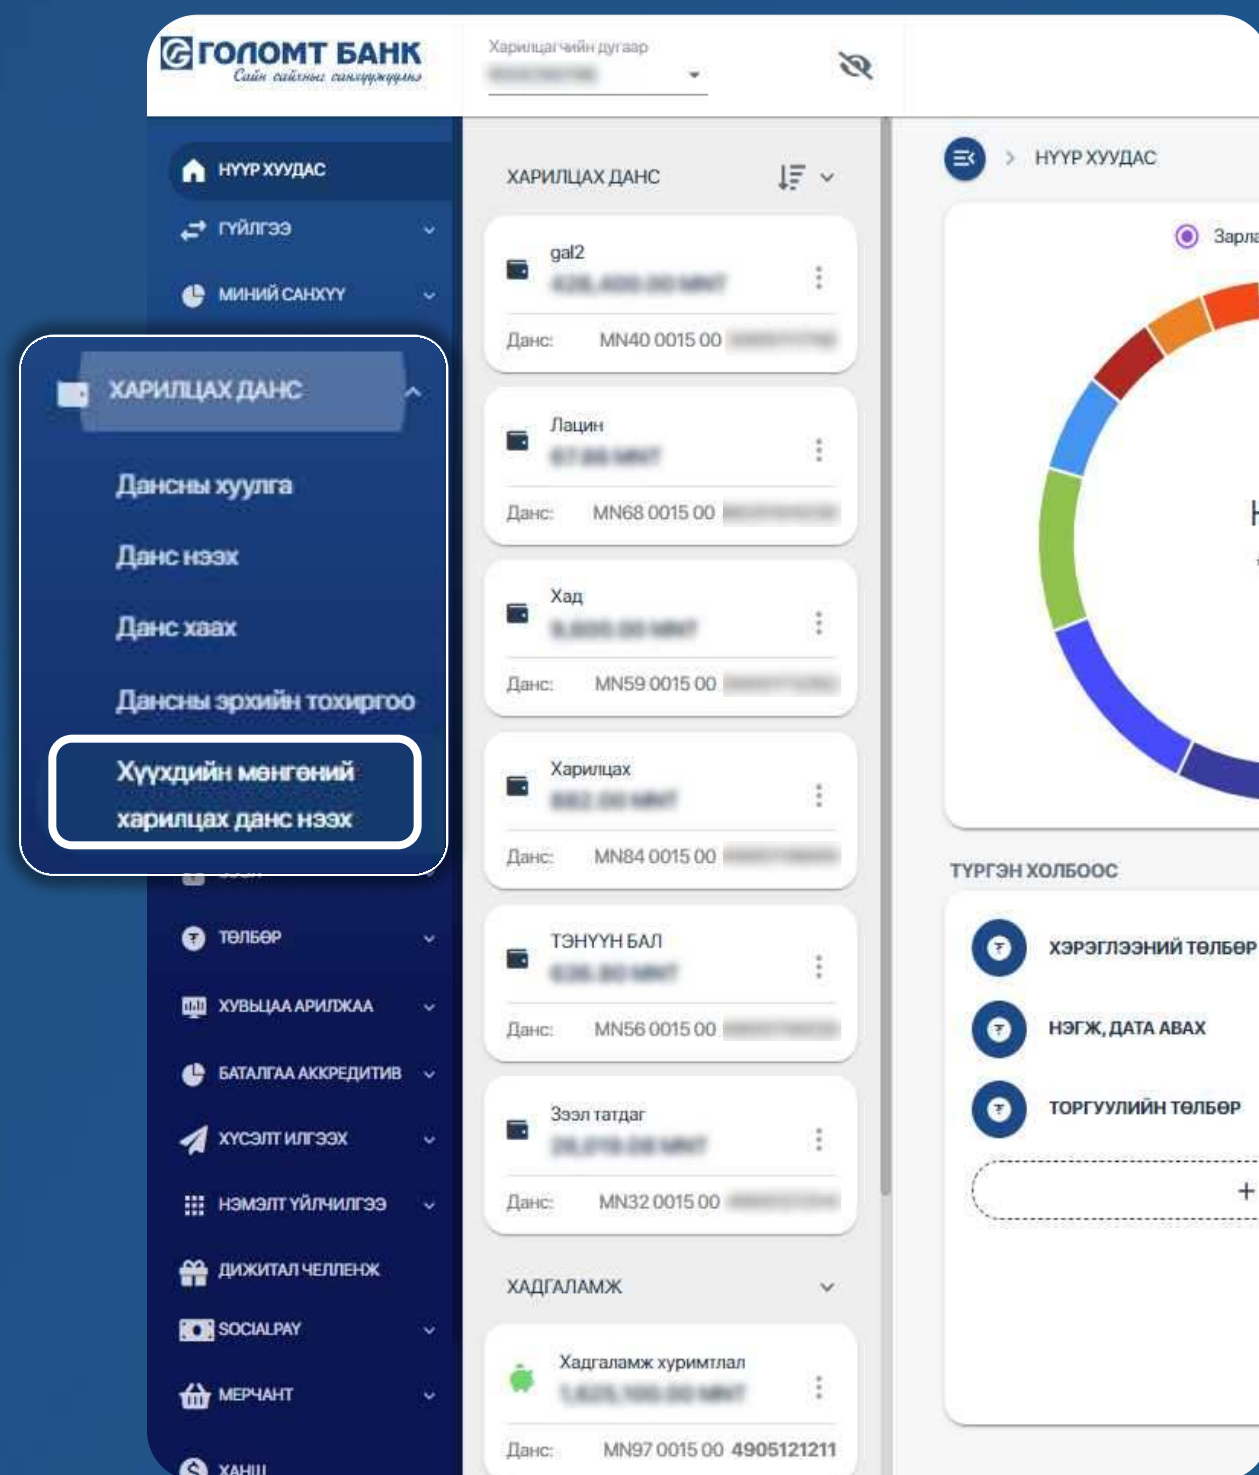 ГОЛОМТ БАНК
Сайн сайхныг санхүүжүүлнэ
Харилцагчийн дугаар
НҮҮР ХУУДАС
ГҮЙЛГЭЭ
МИНИЙ САНХҮҮ
ХАРИЛЦАХ ДАНС
Дансны хуулга
Данс нээх
Данс хаах
Дансны эрхийн тохиргоо
Хүүхдийн мөнгөний
харилцах данс нээх
ТӨЛБӨР
ХУВЬЦАА АРИЛЖАА
БАТАЛГАА АККРЕДИТИВ
ХҮСЭЛТ ИЛГЭЭХ
НЭМЭЛТ ҮЙЛЧИЛГЭЭ
ДИЖИТАЛ ЧЕЛЛЕНЖ
SOCIALPAY
МЕРЧАНТ
ХАНШ
ХАРИЛЦАХ ДАНС
gal2
Данс: MN40 0015 00
Лацин
Данс: MN68 0015 00
Хад
Данс: MN59 0015 00
Харилцах
Данс: MN84 0015 00
ТЭНҮҮН БАЛ
Данс: MN56 0015 00
Зээл татдаг
Данс: MN32 0015 00
ХАДГАЛАМЖ
Хадгаламж хуримтлал
Данс: MN97 0015 00 4905121211
> НҮҮР ХУУДАС
Зарла
ТҮРГЭН ХОЛБООС
ХЭРЭГЛЭЭНИЙ ТӨЛБӨР
НЭГЖ, ДАТА АВАХ
ТОРГУУЛИЙН ТӨЛБӨР
+